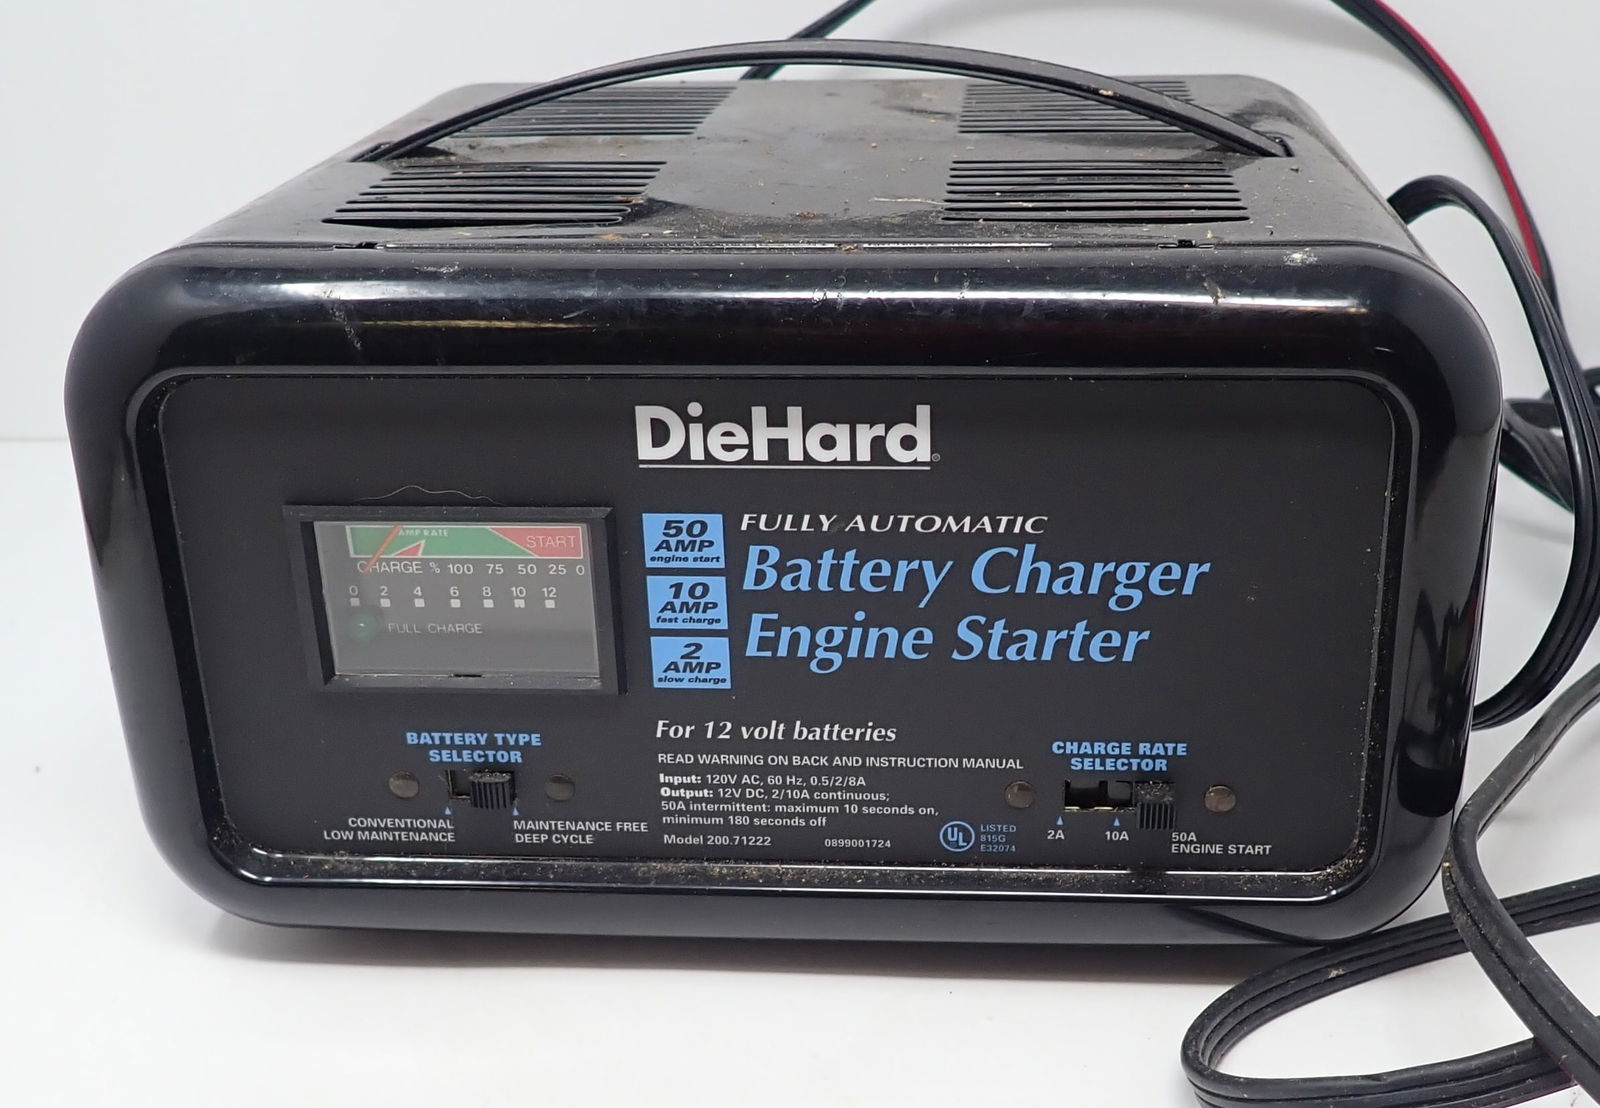 DieHard
FULLY AUTOMATIC
Battery Charger
Engine Starter
50
AMP
engine start
10
AMP
fast charge
2
AMP
slow charge
AMP RATE
START
CHARGE % 100 75 50 25 0
0 2 4 6 8 10 12
FULL CHARGE
BATTERY TYPE
SELECTOR
CONVENTIONAL
LOW MAINTENANCE
MAINTENANCE FREE
DEEP CYCLE
For 12 volt batteries
READ WARNING ON BACK AND INSTRUCTION MANUAL
Input: 120V AC, 60 Hz, 0.5/2/8A
Output: 12V DC, 2/10A continuous;
50A intermittent: maximum 10 seconds on,
minimum 180 seconds off
Model 200.71222 0899001724
UL
LISTED
815G
E32074
CHARGE RATE
SELECTOR
2A 10A 50A
ENGINE START